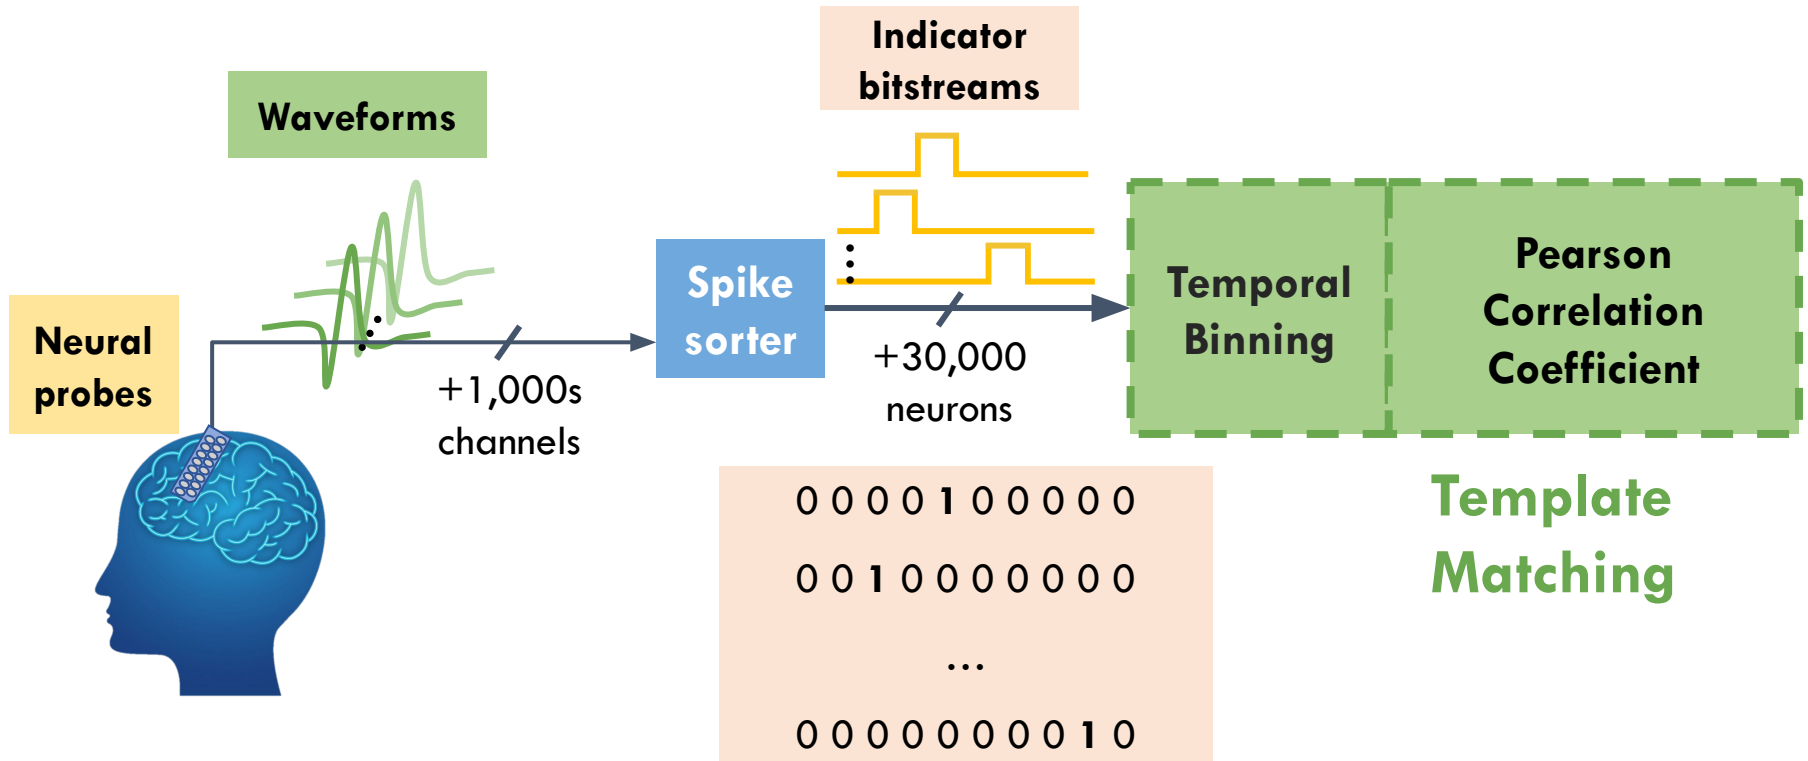 Indicator
bitstreams
Waveforms
Neural
probes
+1,000s
channels
Spike
sorter
+30,000
neurons
Temporal
Binning
Pearson
Correlation
Coefficient
Template
Matching
0 0 0 0 1 0 0 0 0 0
0 0 1 0 0 0 0 0 0 0
...
0 0 0 0 0 0 0 0 1 0